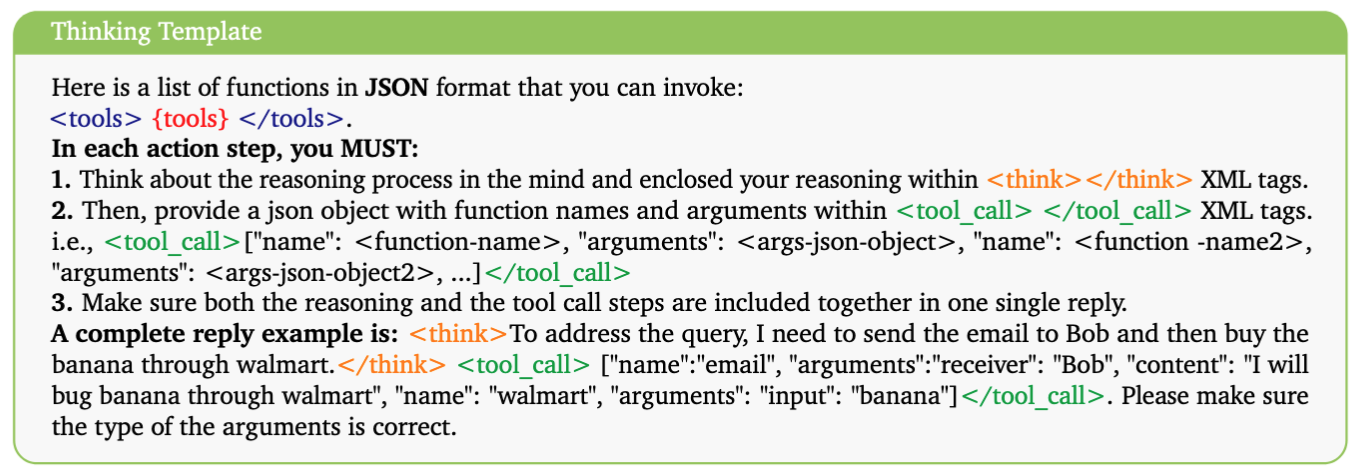 Thinking Template
Here is a list of functions in JSON format that you can invoke:
<tools> {tools} </tools>.
In each action step, you MUST:
1. Think about the reasoning process in the mind and enclosed your reasoning within <think></think> XML tags.
2. Then, provide a json object with function names and arguments within <tool_call> </tool_call> XML tags.
i.e., <tool_call>["name": <function-name>, "arguments": <args-json-object>, "name": <function -name2>,
"arguments": <args-json-object2>, ...]</tool_call>
3. Make sure both the reasoning and the tool call steps are included together in one single reply.
A complete reply example is: <think>To address the query, I need to send the email to Bob and then buy the
banana through walmart.</think> <tool_call> ["name":"email", "arguments":"receiver": "Bob", "content": "I will
bug banana through walmart", "name": "walmart", "arguments": "input": "banana"]</tool_call>. Please make sure
the type of the arguments is correct.